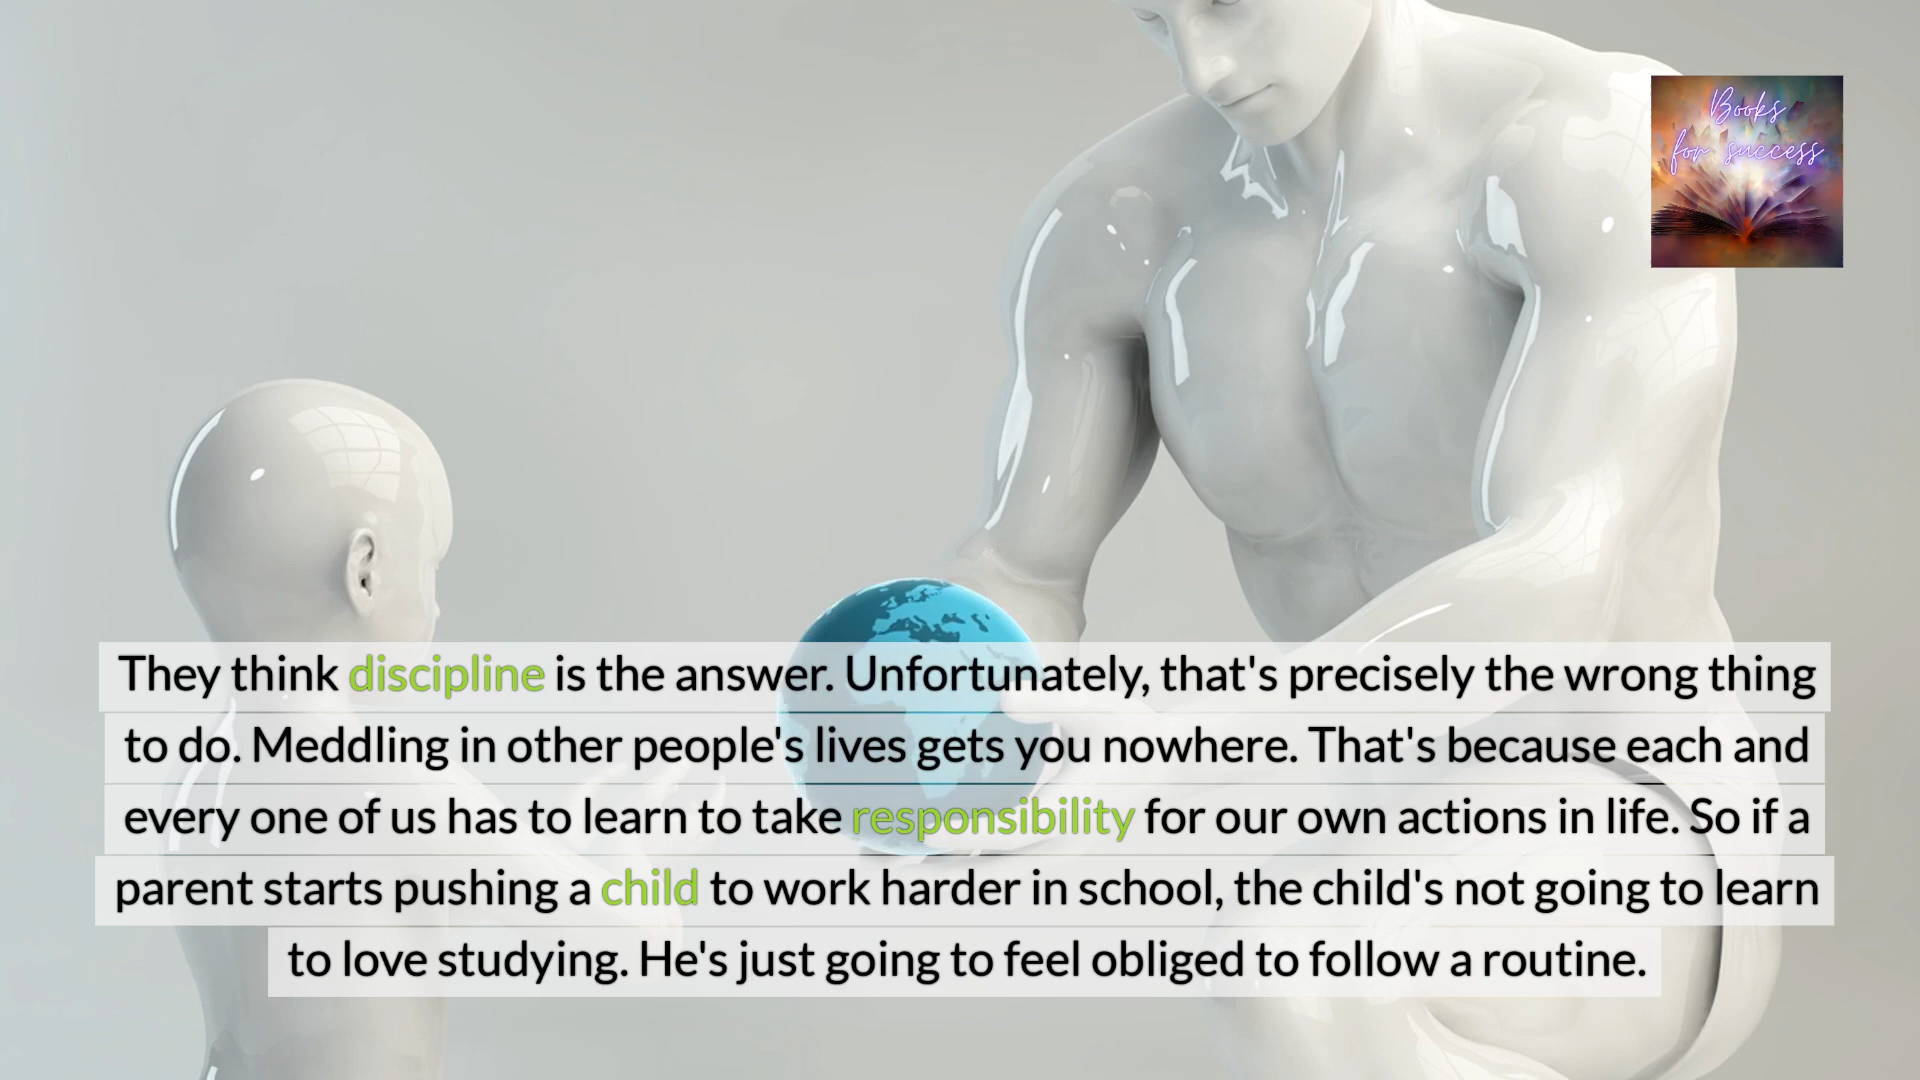 Books
for success
They think discipline is the answer. Unfortunately, that's precisely the wrong thing
to do. Meddling in other people's lives gets you nowhere. That's because each and
every one of us has to learn to take responsibility for our own actions in life. So if a
parent starts pushing a child to work harder in school, the child's not going to learn
to love studying. He's just going to feel obliged to follow a routine.